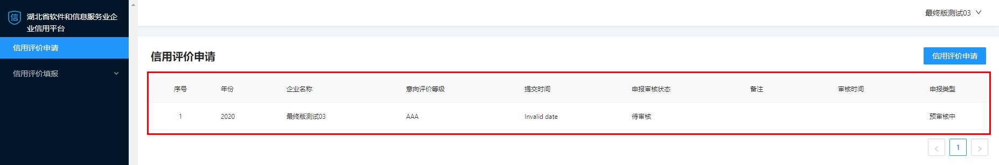 信
湖北省软件和信息服务业企
业信用平台
信用评价申请
信用评价填报
最终版测试03
信用评价申请
信用评价申请
序号 年份 企业名称 意向评价等级 提交时间 申报审核状态 备注 审核时间 申报类型
1 2020 最终版测试03 AAA Invalid date 待审核 预审核中
< 1 >